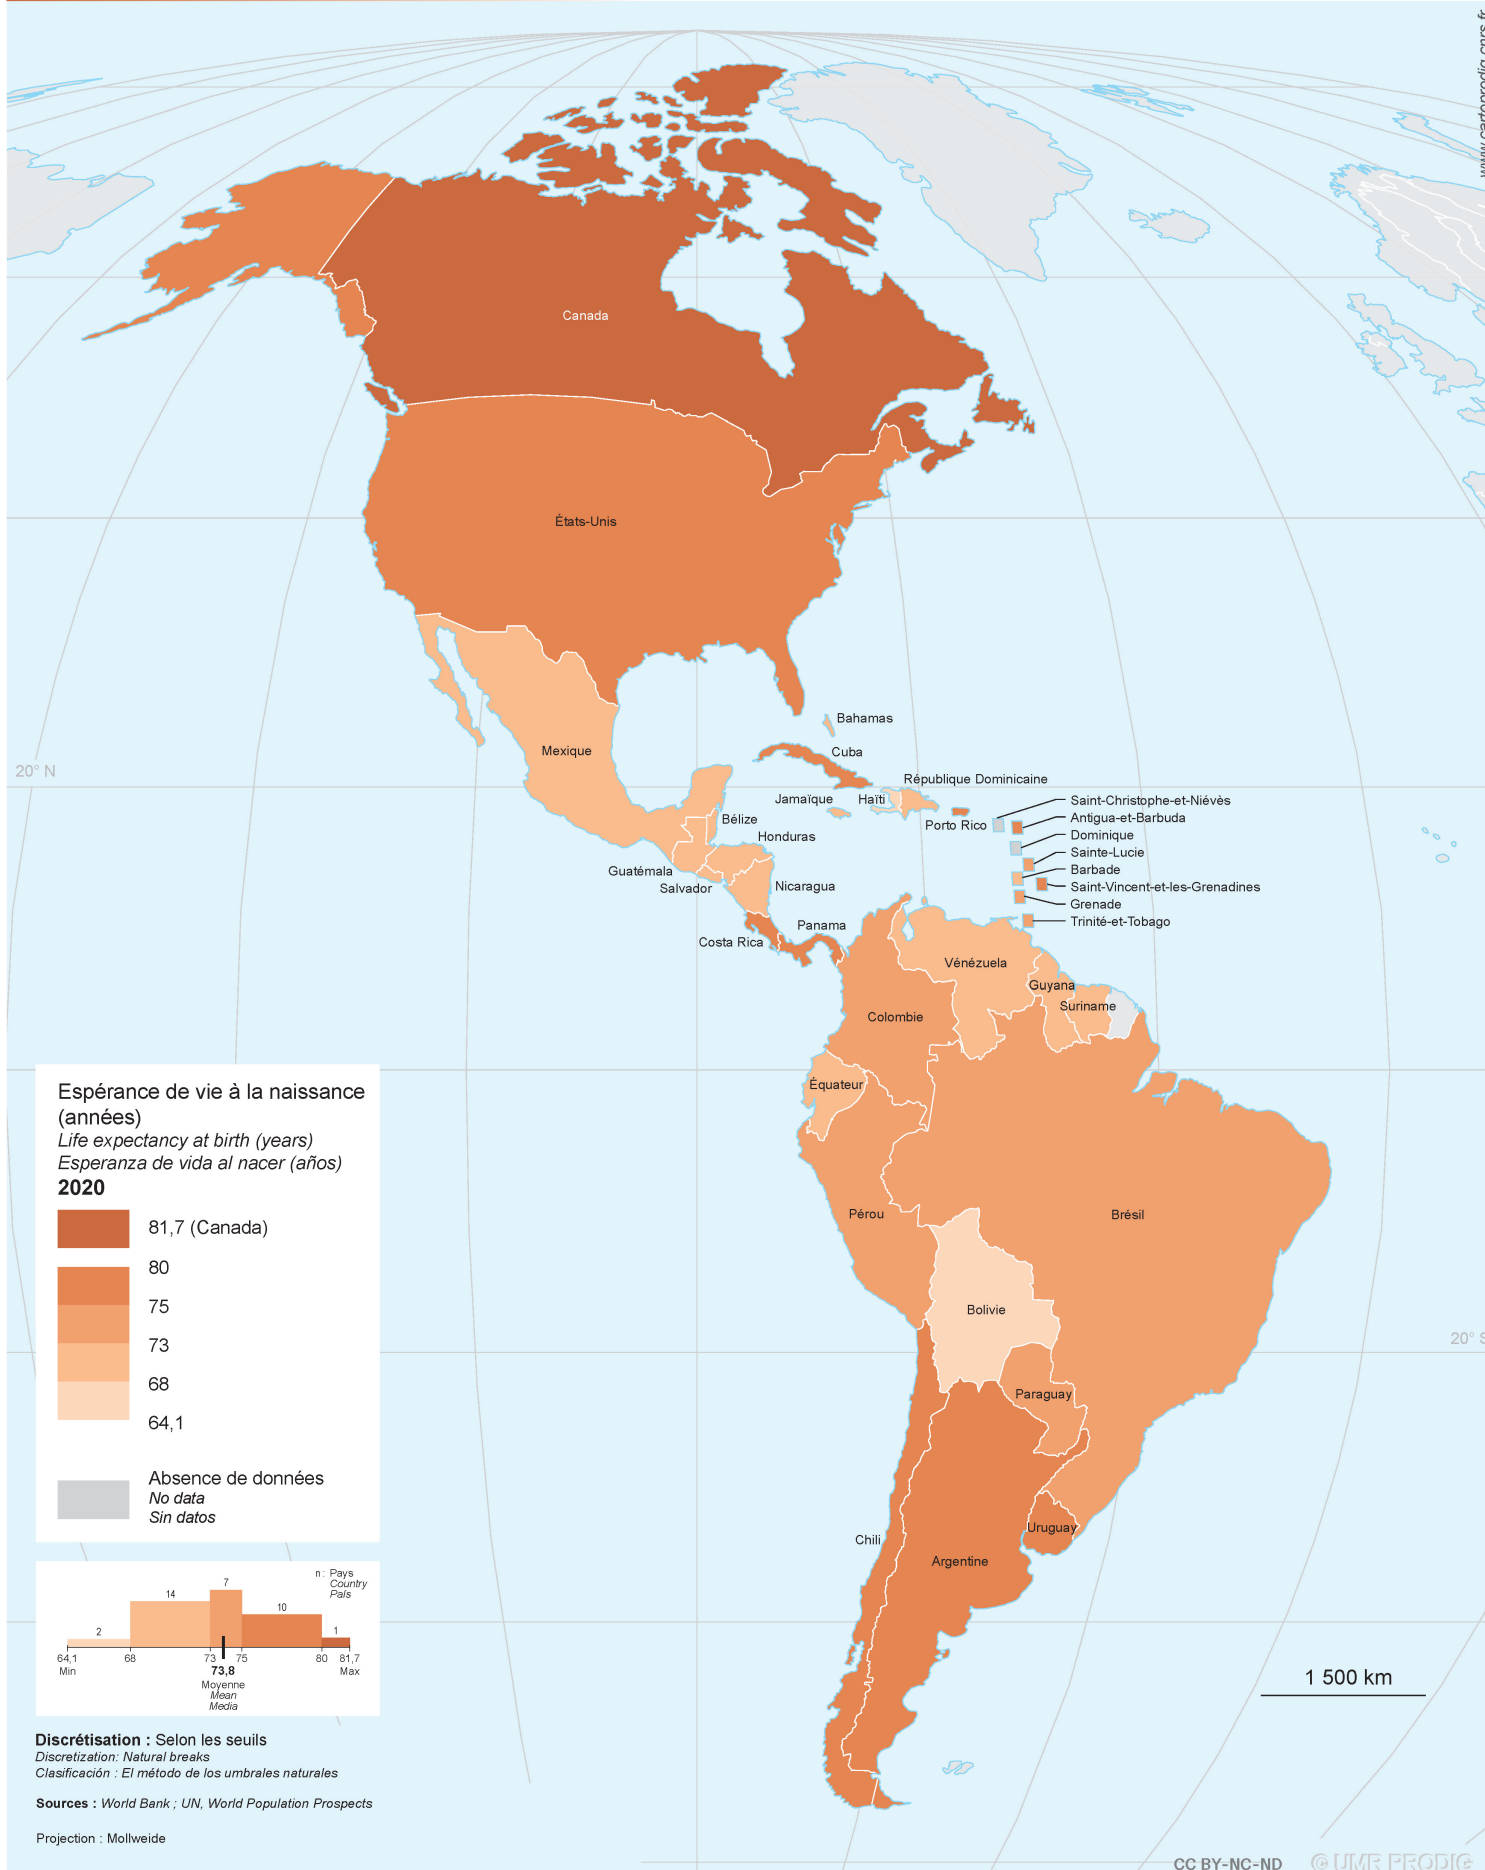 www.cartoprodig.cnrs.fr
Canada
États-Unis
Mexique
Bahamas
Cuba
République Dominicaine
Jamaïque
Haïti
Porto Rico
Saint-Christophe-et-Niévès
Antigua-et-Barbuda
Dominique
Sainte-Lucie
Barbade
Saint-Vincent-et-les-Grenadines
Grenade
Trinité-et-Tobago
20° N
Bélize
Honduras
Guatémala
Salvador
Nicaragua
Panama
Costa Rica
Vénézuela
Guyana
Suriname
Colombie
Équateur
Pérou
Brésil
Bolivie
20° S
Paraguay
Chili
Uruguay
Argentine
Espérance de vie à la naissance
(années)
Life expectancy at birth (years)
Esperanza de vida al nacer (años)
2020
81,7 (Canada)
80
75
73
68
64,1
Absence de données
No data
Sin datos
n : Pays
Country
País
2
14
7
10
1
64,1
68
73
75
80
81,7
Min
73,8
Max
Moyenne
Mean
Media
1 500 km
Discrétisation : Selon les seuils
Discretization: Natural breaks
Clasificación : El método de los umbrales naturales
Sources : World Bank ; UN, World Population Prospects
Projection : Mollweide
CC BY-NC-ND © UMR PRODIG